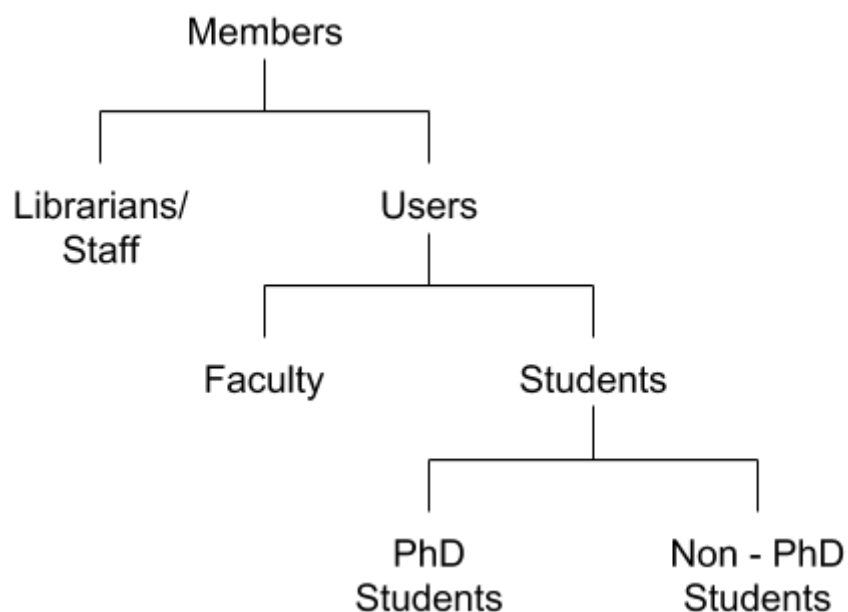 Members
Librarians/
Staff
Users
Faculty
Students
PhD
Students
Non - PhD
Students